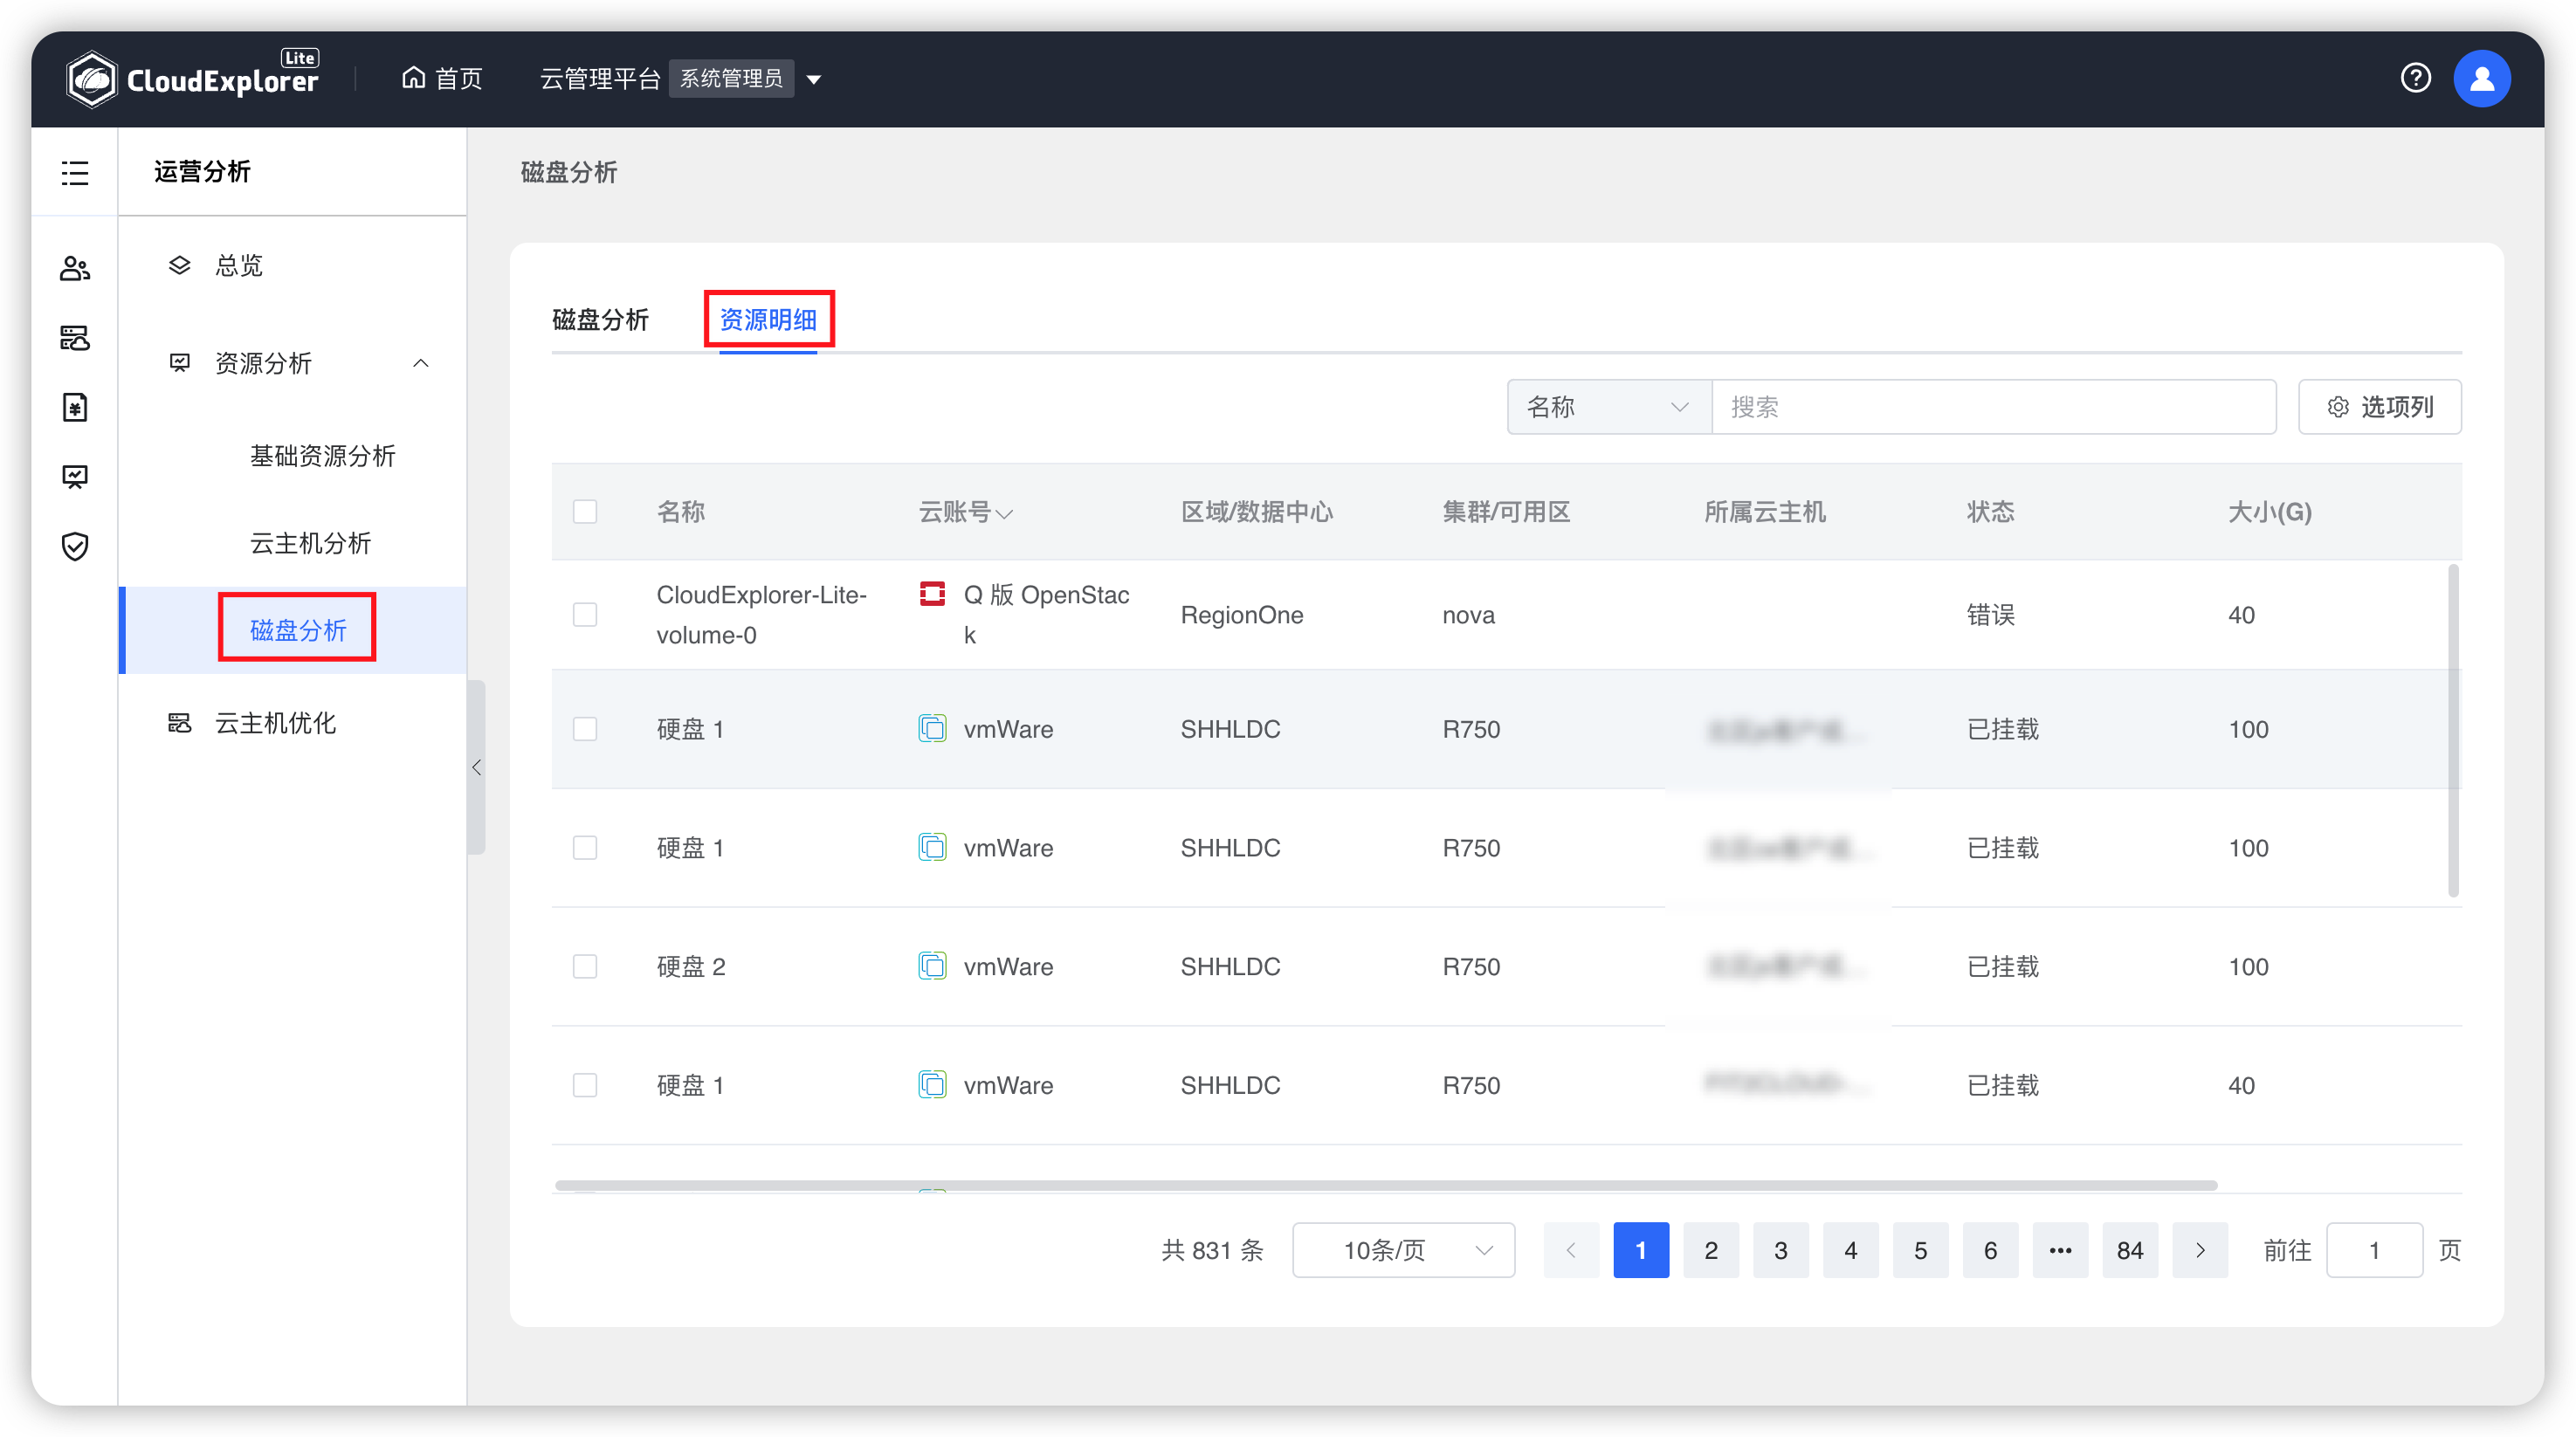 CloudExplorer Lite
首页
云管理平台 系统管理员
运营分析
总览
资源分析
基础资源分析
云主机分析
磁盘分析
云主机优化
磁盘分析
磁盘分析 资源明细
名称 搜索 选项列
名称 云账号 区域/数据中心 集群/可用区 所属云主机 状态 大小(G)
CloudExplorer-Lite-
volume-0
Q 版 OpenStac
k
RegionOne nova 错误 40
硬盘 1 vmWare SHHLDC R750 已挂载 100
硬盘 1 vmWare SHHLDC R750 已挂载 100
硬盘 2 vmWare SHHLDC R750 已挂载 100
硬盘 1 vmWare SHHLDC R750 已挂载 40
共 831 条 10条/页 1 2 3 4 5 6 ••• 84 前往 1 页